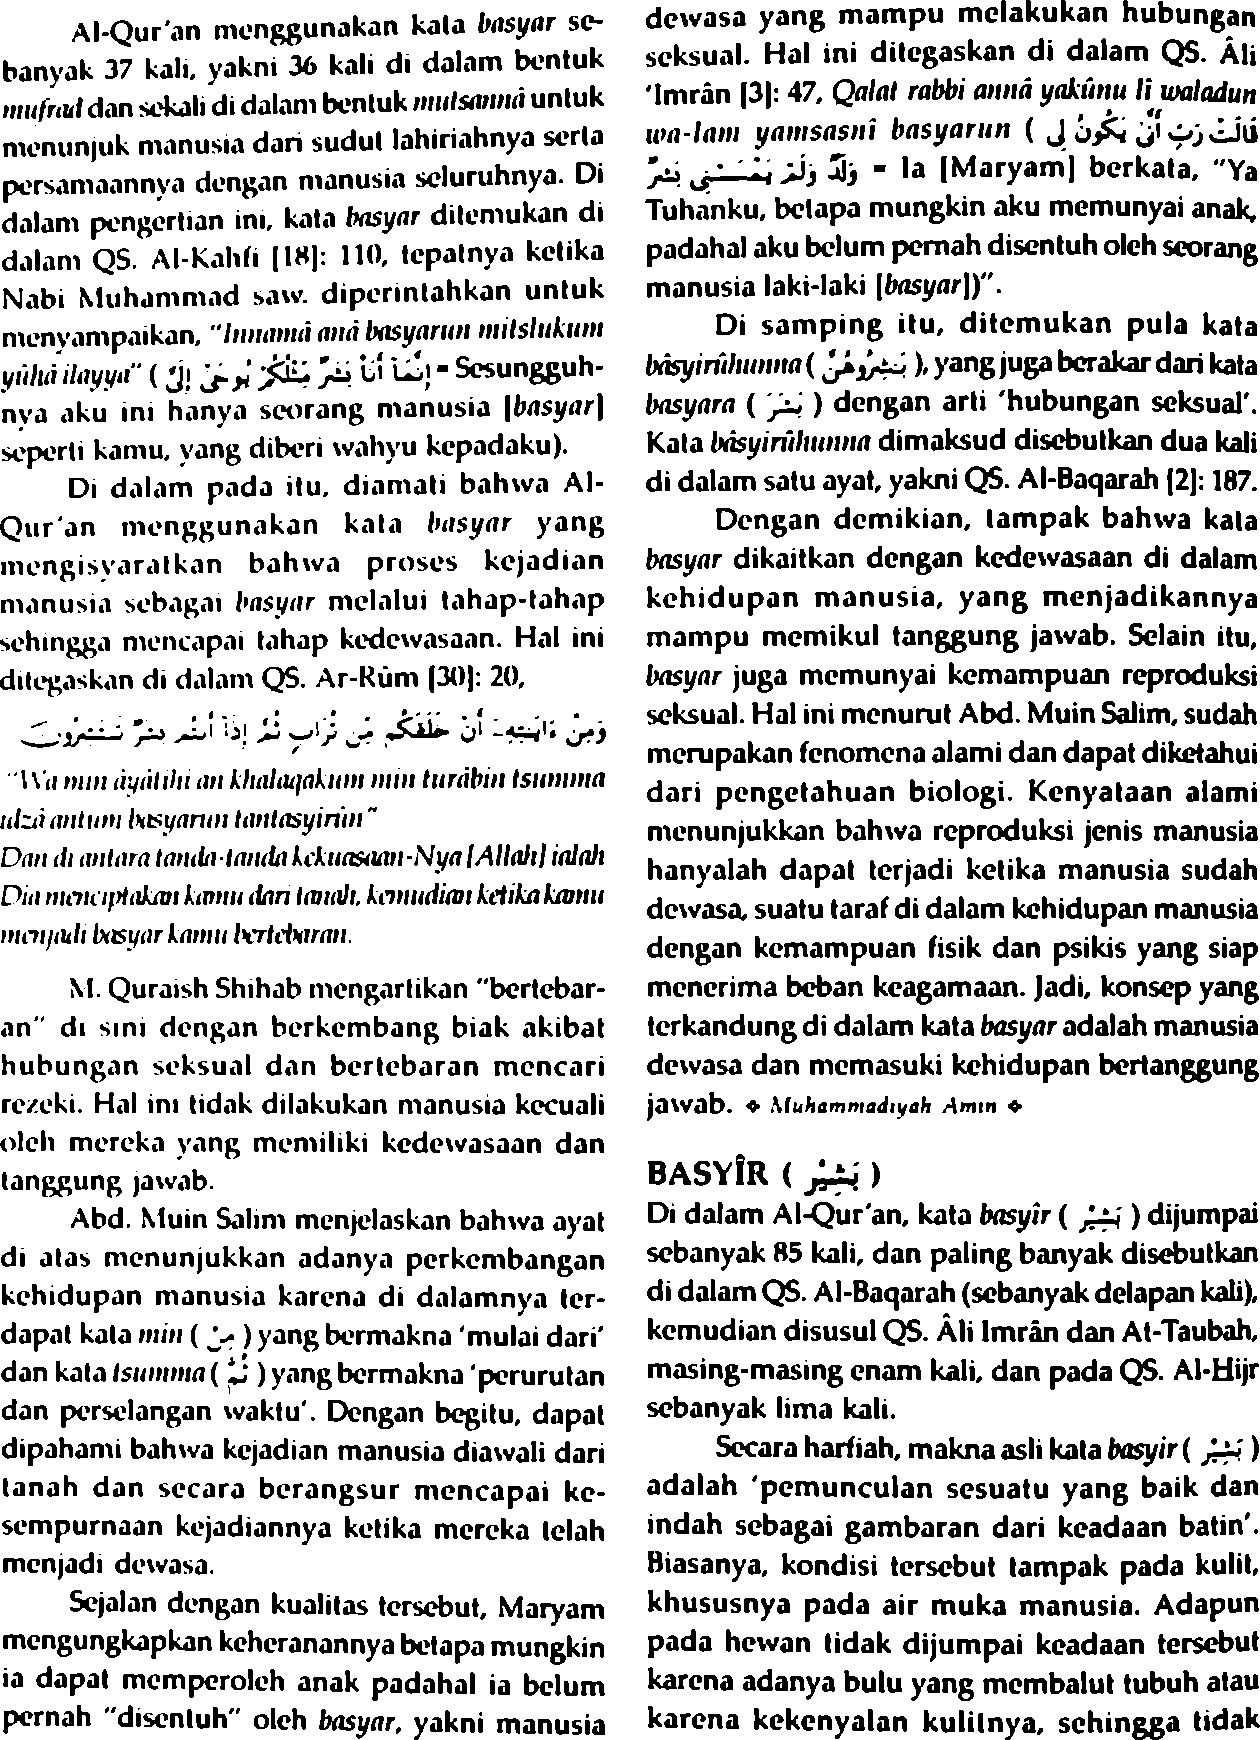 Al-Qur'an menggunakan kata basyar se-
banyak 37 kali, yakni 36 kali di dalam bentuk
mufrad dan sekali di dalam bentuk mutsannâ untuk
menunjuk manusia dari sudut lahiriahnya serta
persamaannya dengan manusia seluruhnya. Di
dalam pengertian ini, kata basyar ditemukan di
dalam QS. Al-Kahfi [18]: 110, tepatnya ketika
Nabi Muhammad saw. diperintahkan untuk
menyampaikan, "Innamâ anâ basyarun mitslukum
yûhâ ilayya" ( إِنَّمَا أَنَا بَشَرٌ مِّثْلُكُمْ يُوحَى إِلَيَّ = Sesungguh-
nya aku ini hanya seorang manusia [basyar]
seperti kamu, yang diberi wahyu kepadaku).
Di dalam pada itu, diamati bahwa Al-
Qur'an menggunakan kata basyar yang
mengisyaratkan bahwa proses kejadian
manusia sebagai basyar melalui tahap-tahap
sehingga mencapai tahap kedewasaan. Hal ini
ditegaskan di dalam QS. Ar-Rûm [30]: 20,
وَمِنْ ءَايَٰتِهِۦٓ أَنْ خَلَقَكُم مِّن تُرَابٍ ثُمَّ إِذَآ أَنتُم بَشَرٌ تَنتَشِرُونَ
"Wa min âyâtihi an khalaqakum min turâbin tsumma
idzâ antum basyarun tantasyirûn"
Dan di antara tanda-tanda kekuasaan-Nya [Allah] ialah
Dia menciptakan kamu dari tanah, kemudian ketika kamu
menjadi basyar kamu bertebaran.
M. Quraish Shihab mengartikan "bertebar-
an" di sini dengan berkembang biak akibat
hubungan seksual dan bertebaran mencari
rezeki. Hal ini tidak dilakukan manusia kecuali
oleh mereka yang memiliki kedewasaan dan
tanggung jawab.
Abd. Muin Salim menjelaskan bahwa ayat
di atas menunjukkan adanya perkembangan
kehidupan manusia karena di dalamnya ter-
dapat kata min ( مِنْ ) yang bermakna 'mulai dari'
dan kata tsumma ( ثُمَّ ) yang bermakna 'perurutan
dan perselangan waktu'. Dengan begitu, dapat
dipahami bahwa kejadian manusia diawali dari
tanah dan secara berangsur mencapai ke-
sempurnaan kejadiannya ketika mereka telah
menjadi dewasa.
Sejalan dengan kualitas tersebut, Maryam
mengungkapkan keheranannya betapa mungkin
ia dapat memperoleh anak padahal ia belum
pernah "disentuh" oleh basyar, yakni manusia
dewasa yang mampu melakukan hubungan
seksual. Hal ini ditegaskan di dalam QS. Âli
'Imrân [3]: 47, Qalat rabbi annâ yakûnu lî waladun
wa-lam yamsasnî basyarun ( قَالَتْ رَبِّ أَنَّى يَكُونُ لِي
وَلَدٌ وَلَمْ يَمْسَسْنِي بَشَرٌ = Ia [Maryam] berkata, "Ya
Tuhanku, betapa mungkin aku memunyai anak,
padahal aku belum pernah disentuh oleh seorang
manusia laki-laki [basyar])".
Di samping itu, ditemukan pula kata
bâsyirûhunna ( بَشِرُوهُنَّ ), yang juga berakar dari kata
basyara ( بَشَرَ ) dengan arti 'hubungan seksual'.
Kata bâsyirûhunna dimaksud disebutkan dua kali
di dalam satu ayat, yakni QS. Al-Baqarah [2]: 187.
Dengan demikian, tampak bahwa kata
basyar dikaitkan dengan kedewasaan di dalam
kehidupan manusia, yang menjadikannya
mampu memikul tanggung jawab. Selain itu,
basyar juga memunyai kemampuan reproduksi
seksual. Hal ini menurut Abd. Muin Salim, sudah
merupakan fenomena alami dan dapat diketahui
dari pengetahuan biologi. Kenyataan alami
menunjukkan bahwa reproduksi jenis manusia
hanyalah dapat terjadi ketika manusia sudah
dewasa, suatu taraf di dalam kehidupan manusia
dengan kemampuan fisik dan psikis yang siap
menerima beban keagamaan. Jadi, konsep yang
terkandung di dalam kata basyar adalah manusia
dewasa dan memasuki kehidupan bertanggung
jawab. ❖ Muhammadiyah Amin ❖
BASYÎR ( بَشِيْر )
Di dalam Al-Qur'an, kata basyîr ( بَشِيْر ) dijumpai
sebanyak 85 kali, dan paling banyak disebutkan
di dalam QS. Al-Baqarah (sebanyak delapan kali),
kemudian disusul QS. Âli Imrân dan At-Taubah,
masing-masing enam kali, dan pada QS. Al-Hijr
sebanyak lima kali.
Secara harfiah, makna asli kata basyir ( بَشِيْر )
adalah 'pemunculan sesuatu yang baik dan
indah sebagai gambaran dari keadaan batin'.
Biasanya, kondisi tersebut tampak pada kulit,
khususnya pada air muka manusia. Adapun
pada hewan tidak dijumpai keadaan tersebut
karena adanya bulu yang membalut tubuh atau
karena kekenyalan kulitnya, sehingga tidak